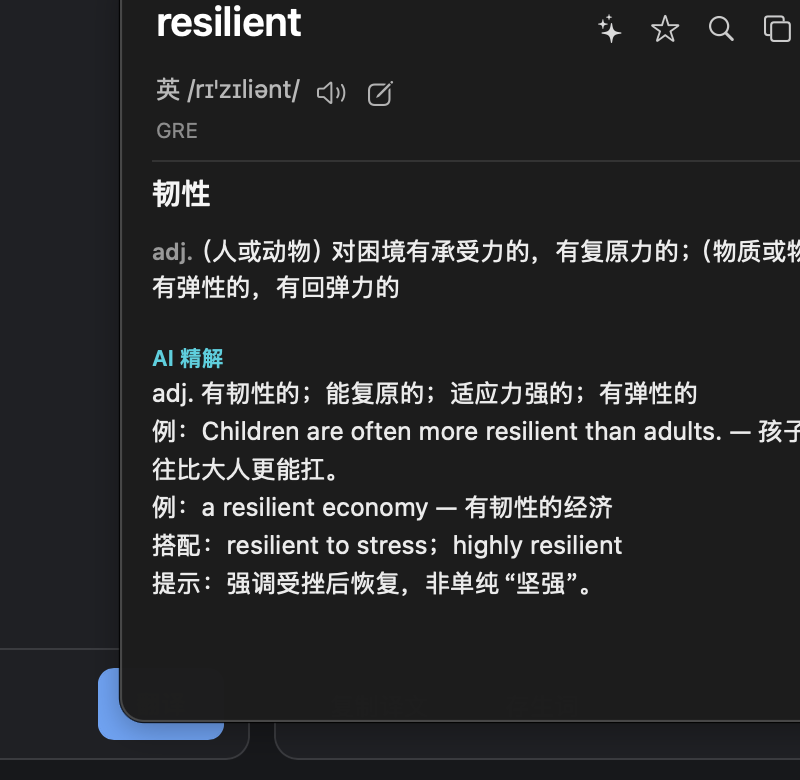 resilient
英 /rɪˈzɪliənt/
GRE
韧性
adj.（人或动物）对困境有承受力的，有复原力的；（物质或物
有弹性的，有回弹力的
AI 精解
adj. 有韧性的；能复原的；适应力强的；有弹性的
例：Children are often more resilient than adults. — 孩子
往比大人更能扛。
例：a resilient economy — 有韧性的经济
搭配：resilient to stress；highly resilient
提示：强调受挫后恢复，非单纯“坚强”。